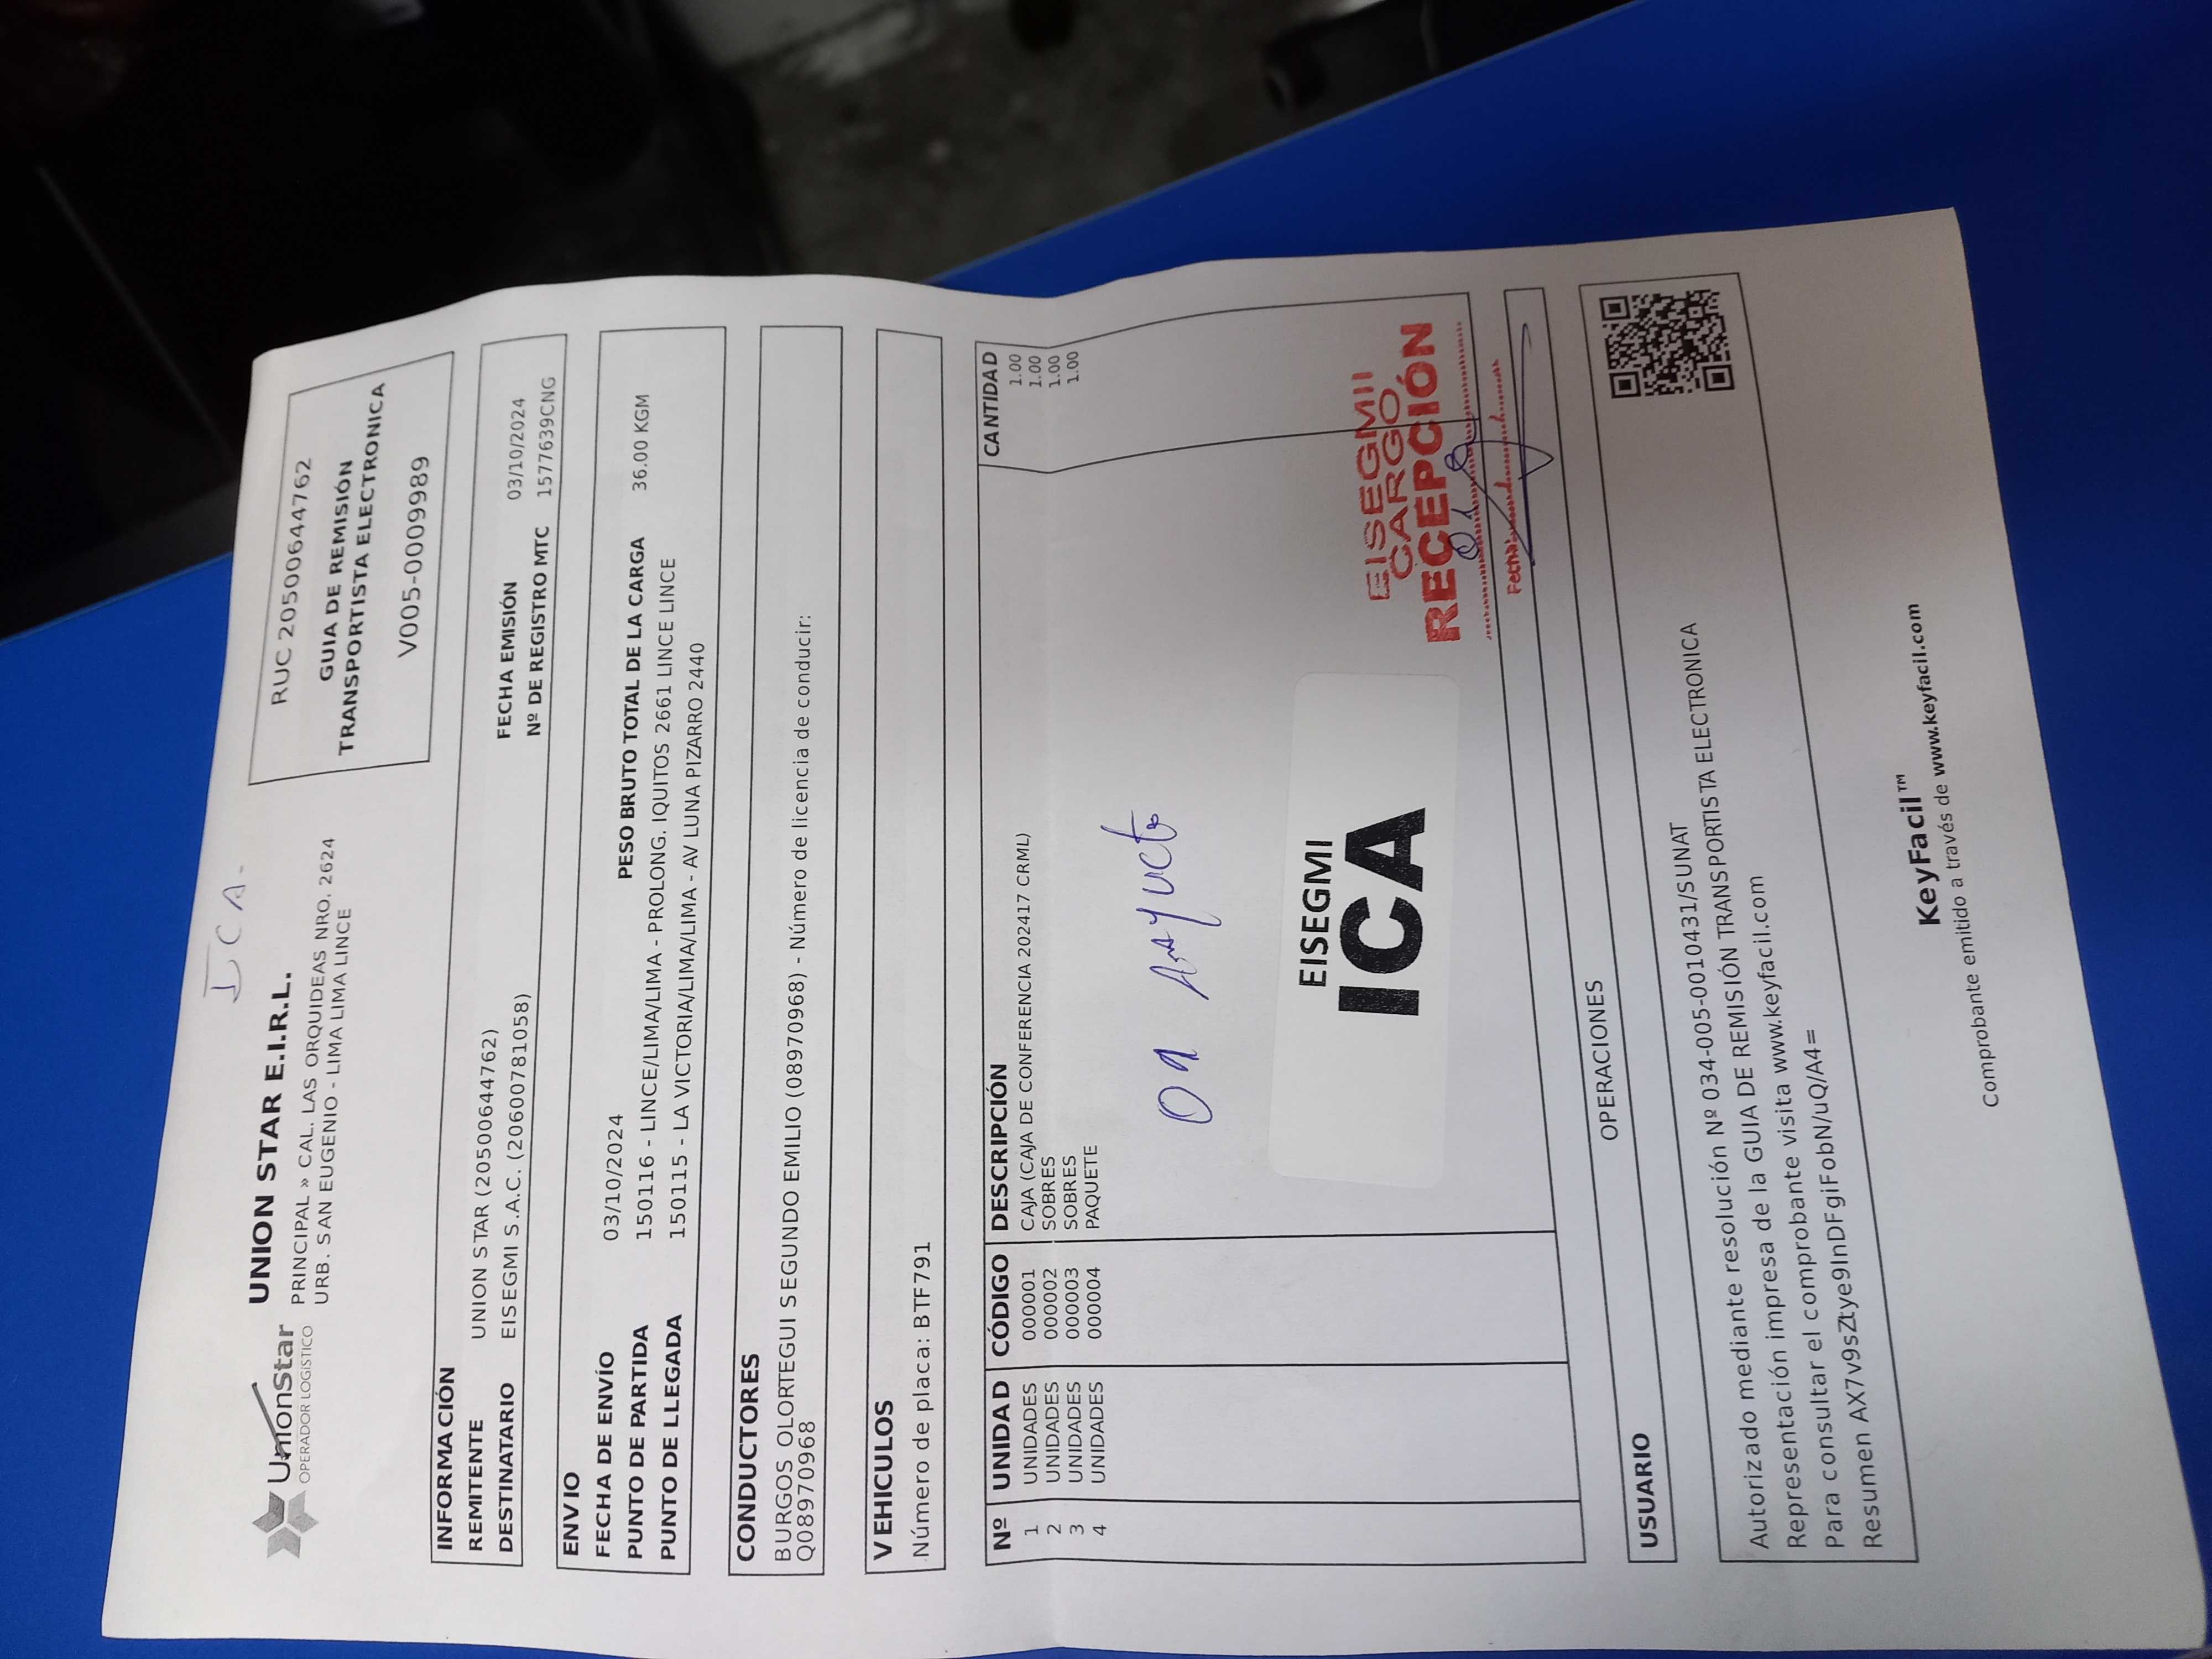 ICA.
UnionStar
OPERADOR LOGÍSTICO
UNION STAR E.I.R.L.
PRINCIPAL » CAL. LAS ORQUIDEAS NRO. 2624
URB. SAN EUGENIO - LIMA LIMA LINCE
RUC 20500644762
GUIA DE REMISIÓN
TRANSPORTISTA ELECTRONICA
V005-0009989
INFORMACIÓN
REMITENTE UNION STAR (20500644762) FECHA EMISIÓN 03/10/2024
DESTINATARIO EISEGMI S.A.C. (20600781058) Nº DE REGISTRO MTC 1577639CNG
ENVIO
FECHA DE ENVÍO 03/10/2024 PESO BRUTO TOTAL DE LA CARGA 36.00 KGM
PUNTO DE PARTIDA 150116 - LINCE/LIMA/LIMA - PROLONG. IQUITOS 2661 LINCE LINCE
PUNTO DE LLEGADA 150115 - LA VICTORIA/LIMA/LIMA - AV LUNA PIZARRO 2440
CONDUCTORES
BURGOS OLORTEGUI SEGUNDO EMILIO (08970968) - Número de licencia de conducir:
Q08970968
VEHICULOS
Número de placa: BTF791
Nº UNIDAD CÓDIGO DESCRIPCIÓN CANTIDAD
1 UNIDADES 000001 CAJA (CAJA DE CONFERENCIA 202417 CRML) 1.00
2 UNIDADES 000002 SOBRES 1.00
3 UNIDADES 000003 SOBRES 1.00
4 UNIDADES 000004 PAQUETE 1.00
EISEGMI
ICA
EISEGMI
CARGO
RECEPCIÓN
Fecha:
OPERACIONES
USUARIO
Autorizado mediante resolución Nº 034-005-0010431/SUNAT
Representación impresa de la GUIA DE REMISIÓN TRANSPORTISTA ELECTRONICA
Para consultar el comprobante visita www.keyfacil.com
Resumen AX7v9sZtye9InDFgiFobN/uQ/A4=
KeyFacil™
Comprobante emitido a través de www.keyfacil.com